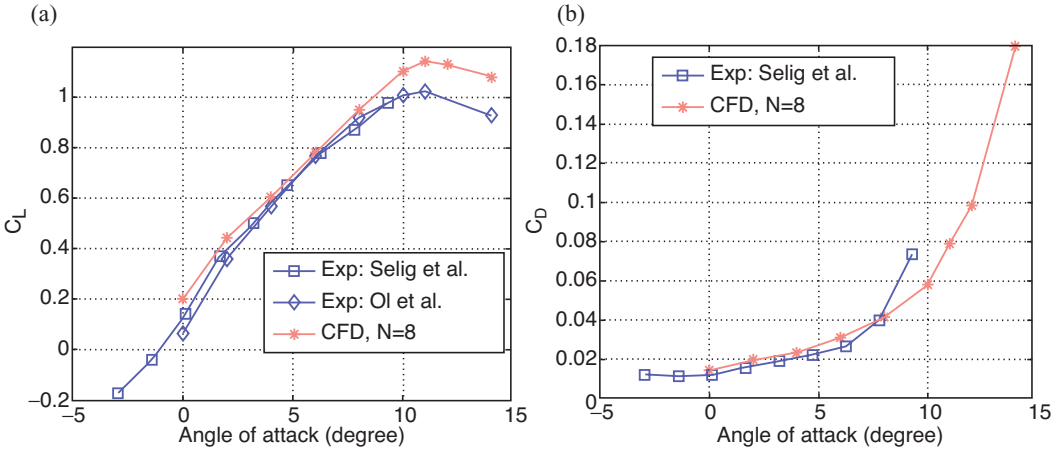 (a)
1
0.8
0.6
0.4
0.2
0
−0.2
−5
0
5
10
15
C_L
Angle of attack (degree)
Exp: Selig et al.
Exp: Ol et al.
CFD, N=8
(b)
0.18
0.16
0.14
0.12
0.1
0.08
0.06
0.04
0.02
0
−5
0
5
10
15
C_D
Angle of attack (degree)
Exp: Selig et al.
CFD, N=8